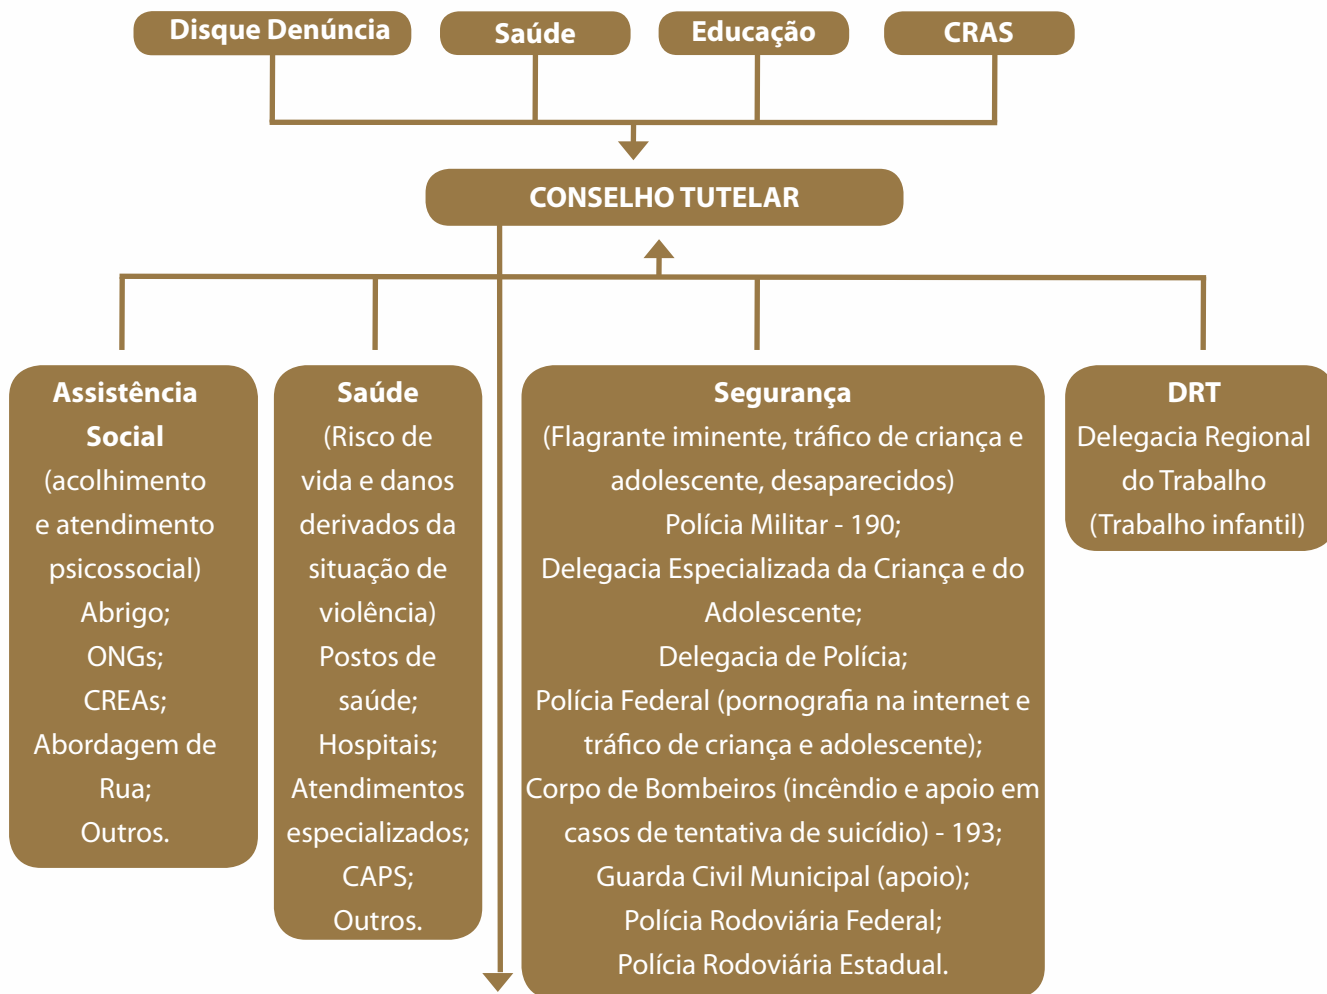 Disque Denúncia
Saúde
Educação
CRAS
CONSELHO TUTELAR
Assistência
Social
(acolhimento
e atendimento
psicossocial)
Abrigo;
ONGs;
CREAs;
Abordagem de
Rua;
Outros.
Saúde
(Risco de
vida e danos
derivados da
situação de
violência)
Postos de
saúde;
Hospitais;
Atendimentos
especializados;
CAPS;
Outros.
Segurança
(Flagrante iminente, tráfico de criança e
adolescente, desaparecidos)
Polícia Militar - 190;
Delegacia Especializada da Criança e do
Adolescente;
Delegacia de Polícia;
Polícia Federal (pornografia na internet e
tráfico de criança e adolescente);
Corpo de Bombeiros (incêndio e apoio em
casos de tentativa de suicídio) - 193;
Guarda Civil Municipal (apoio);
Polícia Rodoviária Federal;
Polícia Rodoviária Estadual.
DRT
Delegacia Regional
do Trabalho
(Trabalho infantil)